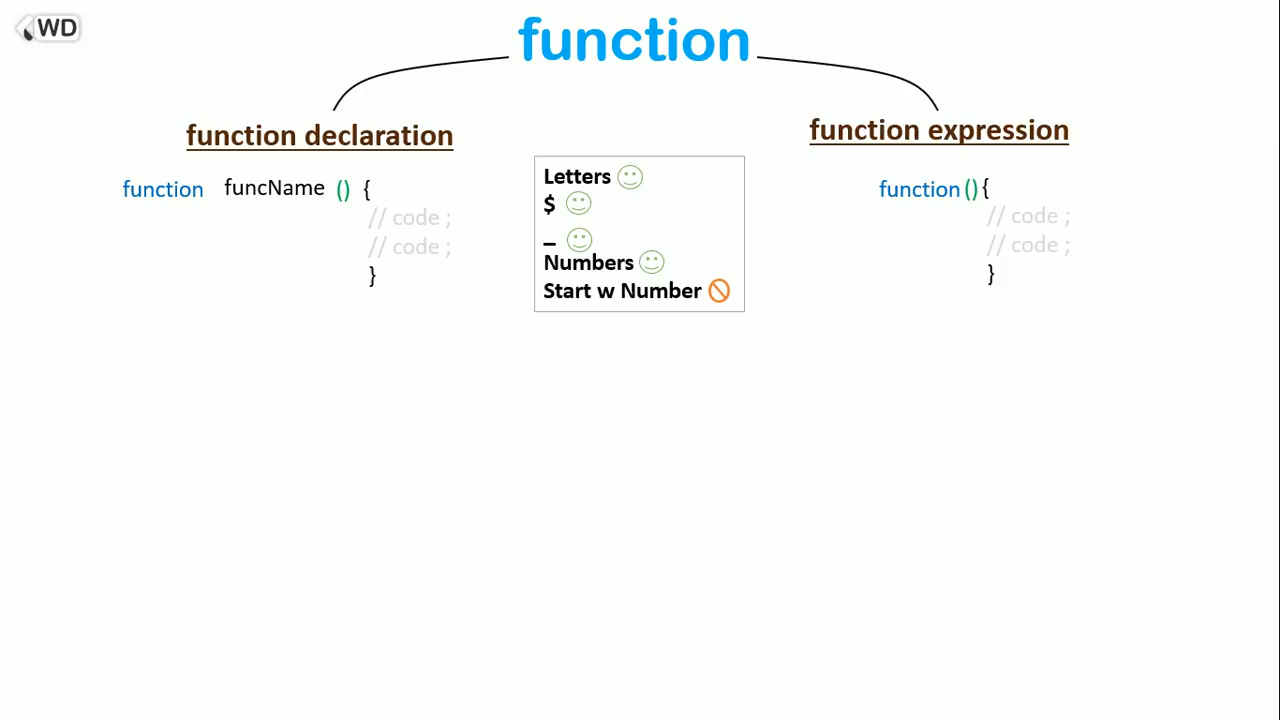 WD
function
function declaration
function funcName () {
// code ;
// code ;
}
Letters
$
_
Numbers
Start w Number
function expression
function () {
// code ;
// code ;
}